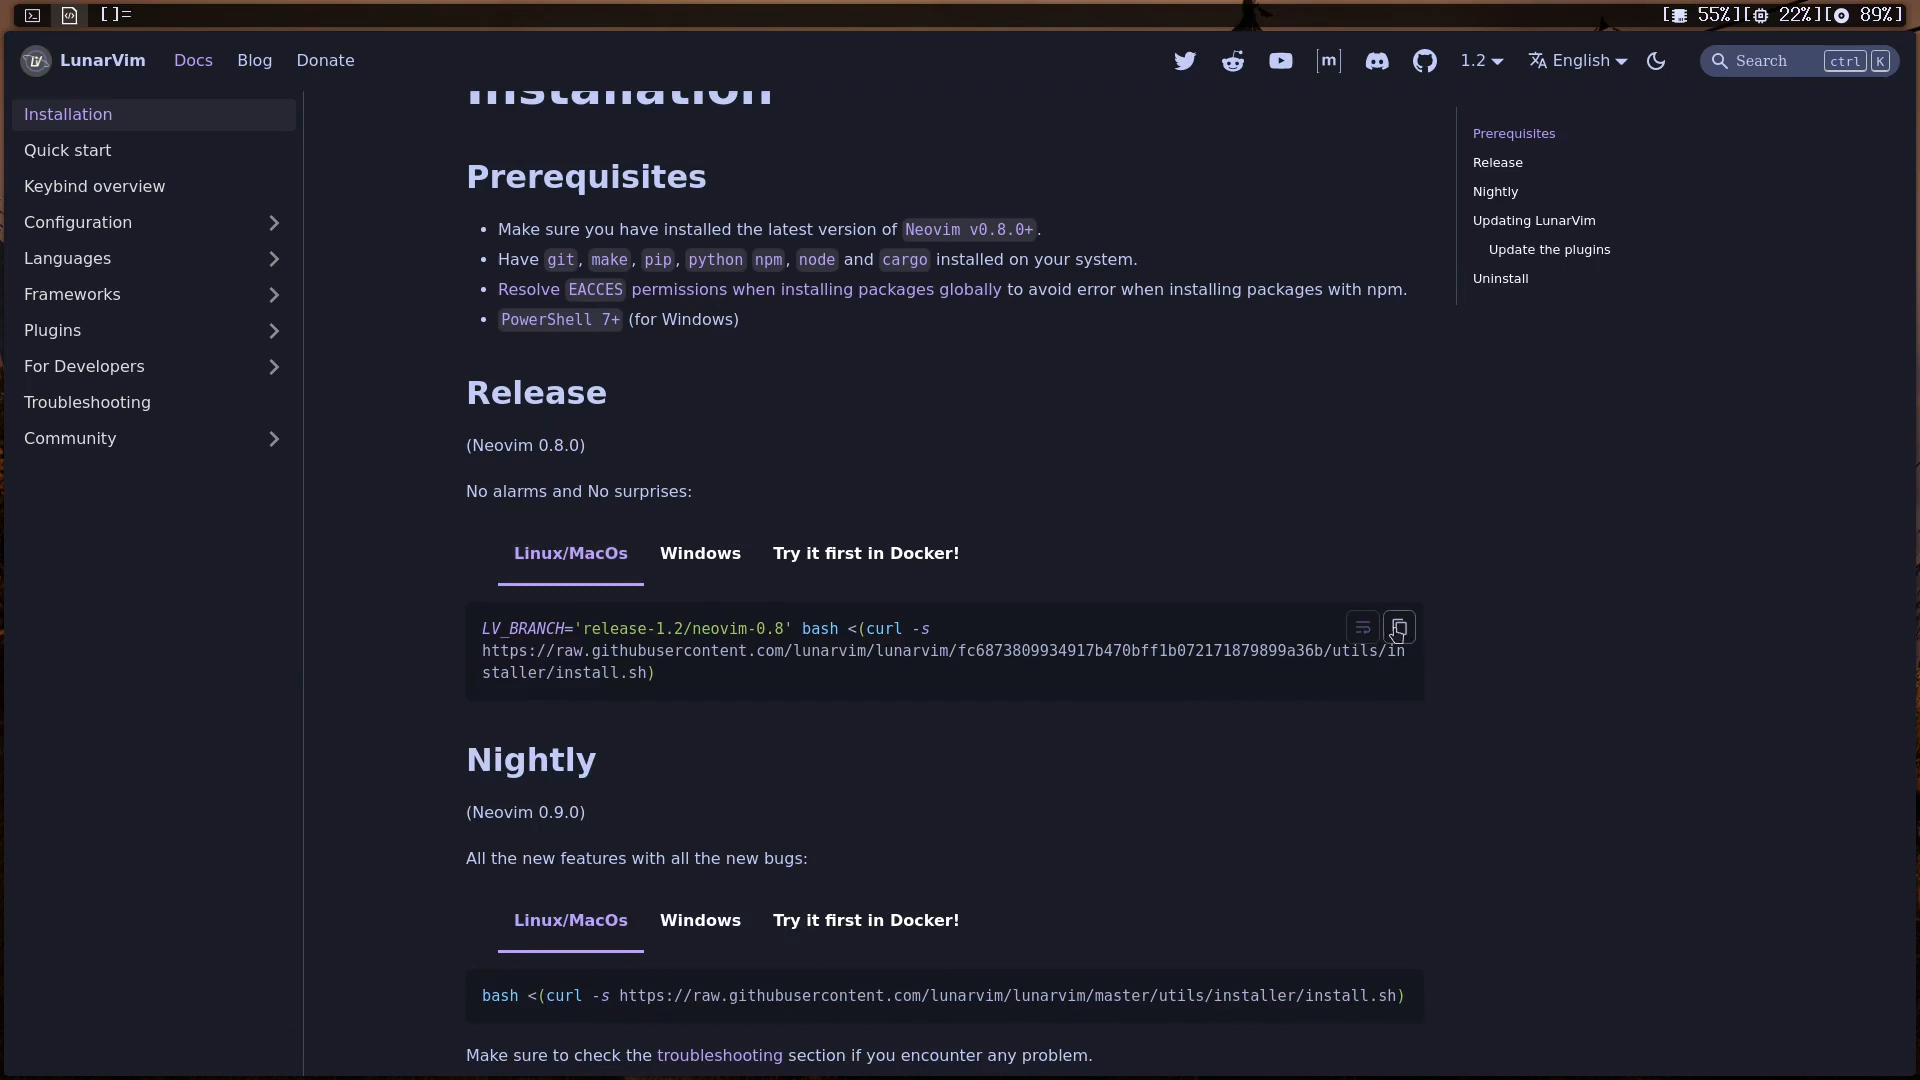 []=
[ 55%][ 22%][ 89%]
LunarVim Docs Blog Donate
[m] 1.2 English Search ctrl K
Installation
Quick start
Keybind overview
Configuration
Languages
Frameworks
Plugins
For Developers
Troubleshooting
Community
Installation
Prerequisites
Make sure you have installed the latest version of Neovim v0.8.0+.
Have git, make, pip, python npm, node and cargo installed on your system.
Resolve EACCES permissions when installing packages globally to avoid error when installing packages with npm.
PowerShell 7+ (for Windows)
Release
(Neovim 0.8.0)
No alarms and No surprises:
Linux/MacOs Windows Try it first in Docker!
LV_BRANCH='release-1.2/neovim-0.8' bash <(curl -s
https://raw.githubusercontent.com/lunarvim/lunarvim/fc6873809934917b470bff1b072171879899a36b/utils/in
staller/install.sh)
Nightly
(Neovim 0.9.0)
All the new features with all the new bugs:
Linux/MacOs Windows Try it first in Docker!
bash <(curl -s https://raw.githubusercontent.com/lunarvim/lunarvim/master/utils/installer/install.sh)
Make sure to check the troubleshooting section if you encounter any problem.
Prerequisites
Release
Nightly
Updating LunarVim
Update the plugins
Uninstall